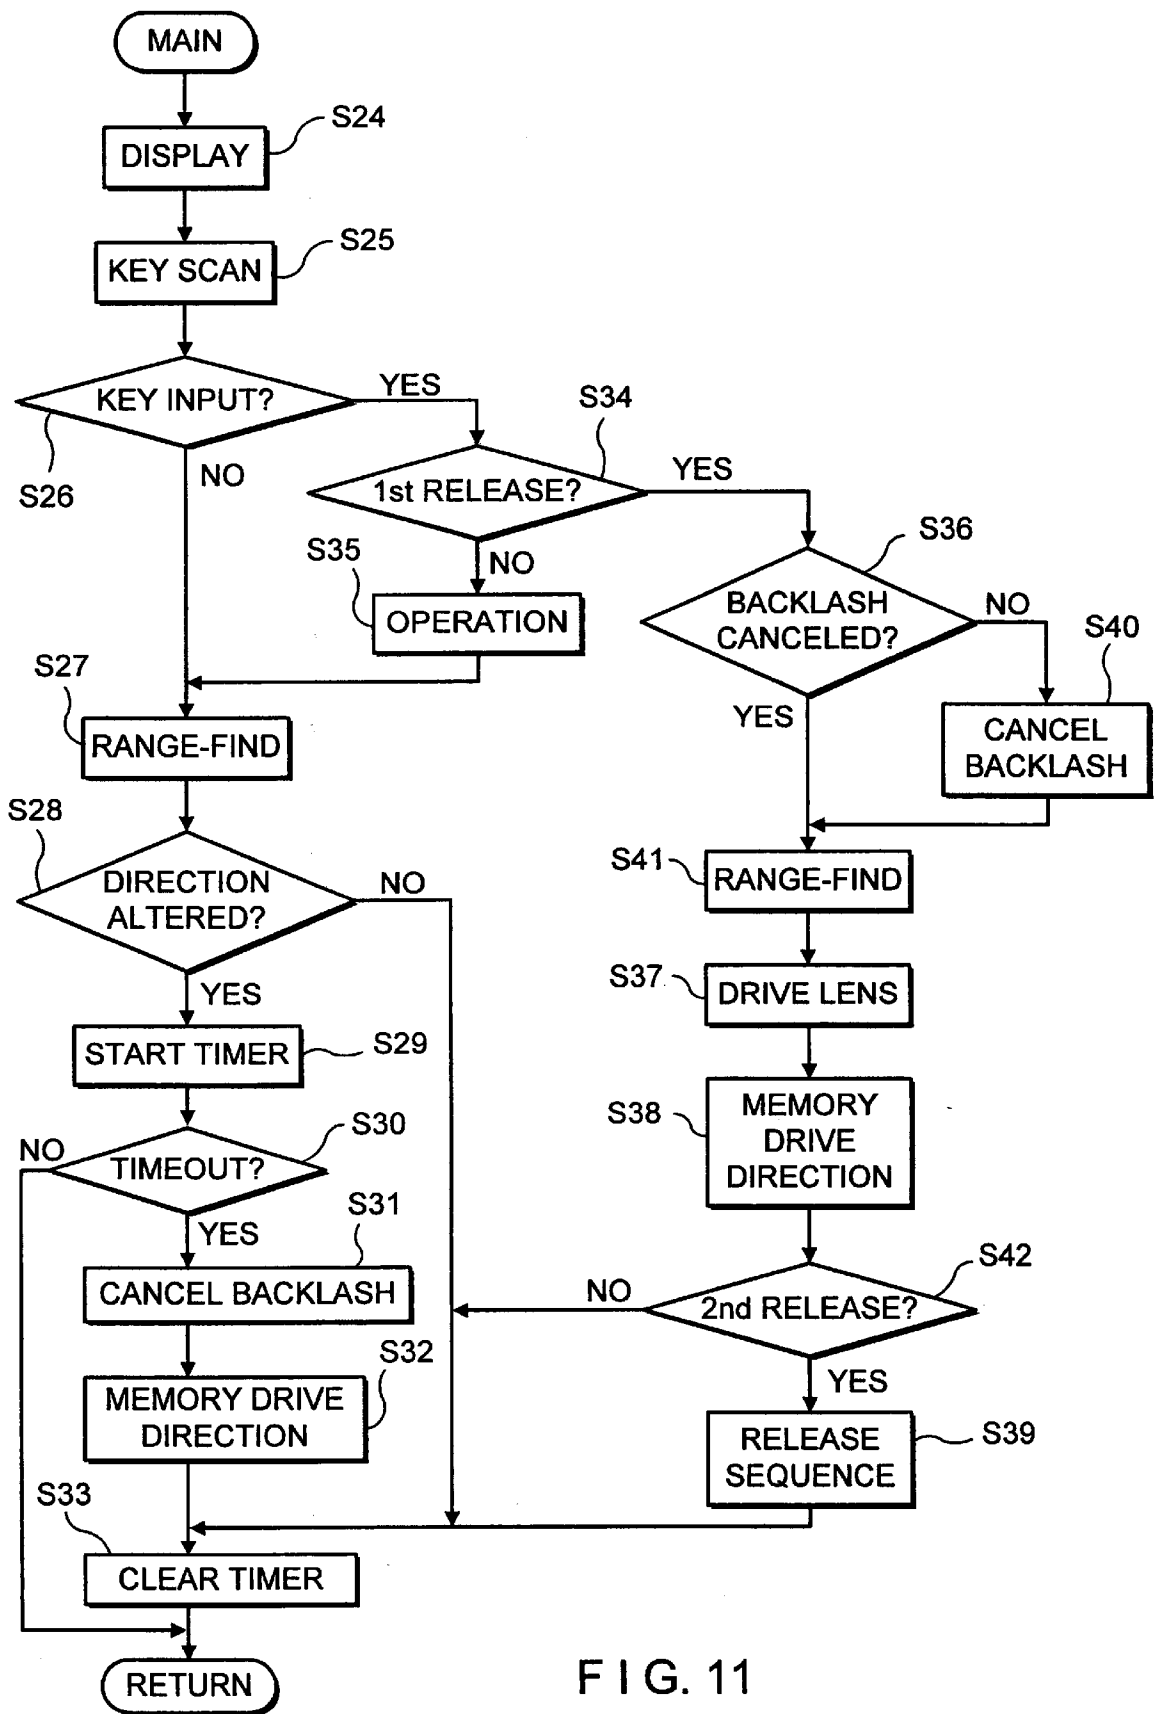 MAIN
S24
DISPLAY
S25
KEY SCAN
KEY INPUT?
YES
S26
NO
S34
1st RELEASE?
YES
S35
NO
OPERATION
S36
BACKLASH
CANCELED?
NO
S40
YES
CANCEL
BACKLASH
S27
RANGE-FIND
S28
DIRECTION
ALTERED?
NO
YES
S41
RANGE-FIND
S37
DRIVE LENS
START TIMER
S29
S38
MEMORY
DRIVE
DIRECTION
NO
S30
TIMEOUT?
YES
S31
CANCEL BACKLASH
S42
NO
2nd RELEASE?
YES
S32
MEMORY DRIVE
DIRECTION
RELEASE
SEQUENCE
S39
S33
CLEAR TIMER
RETURN
FIG. 11